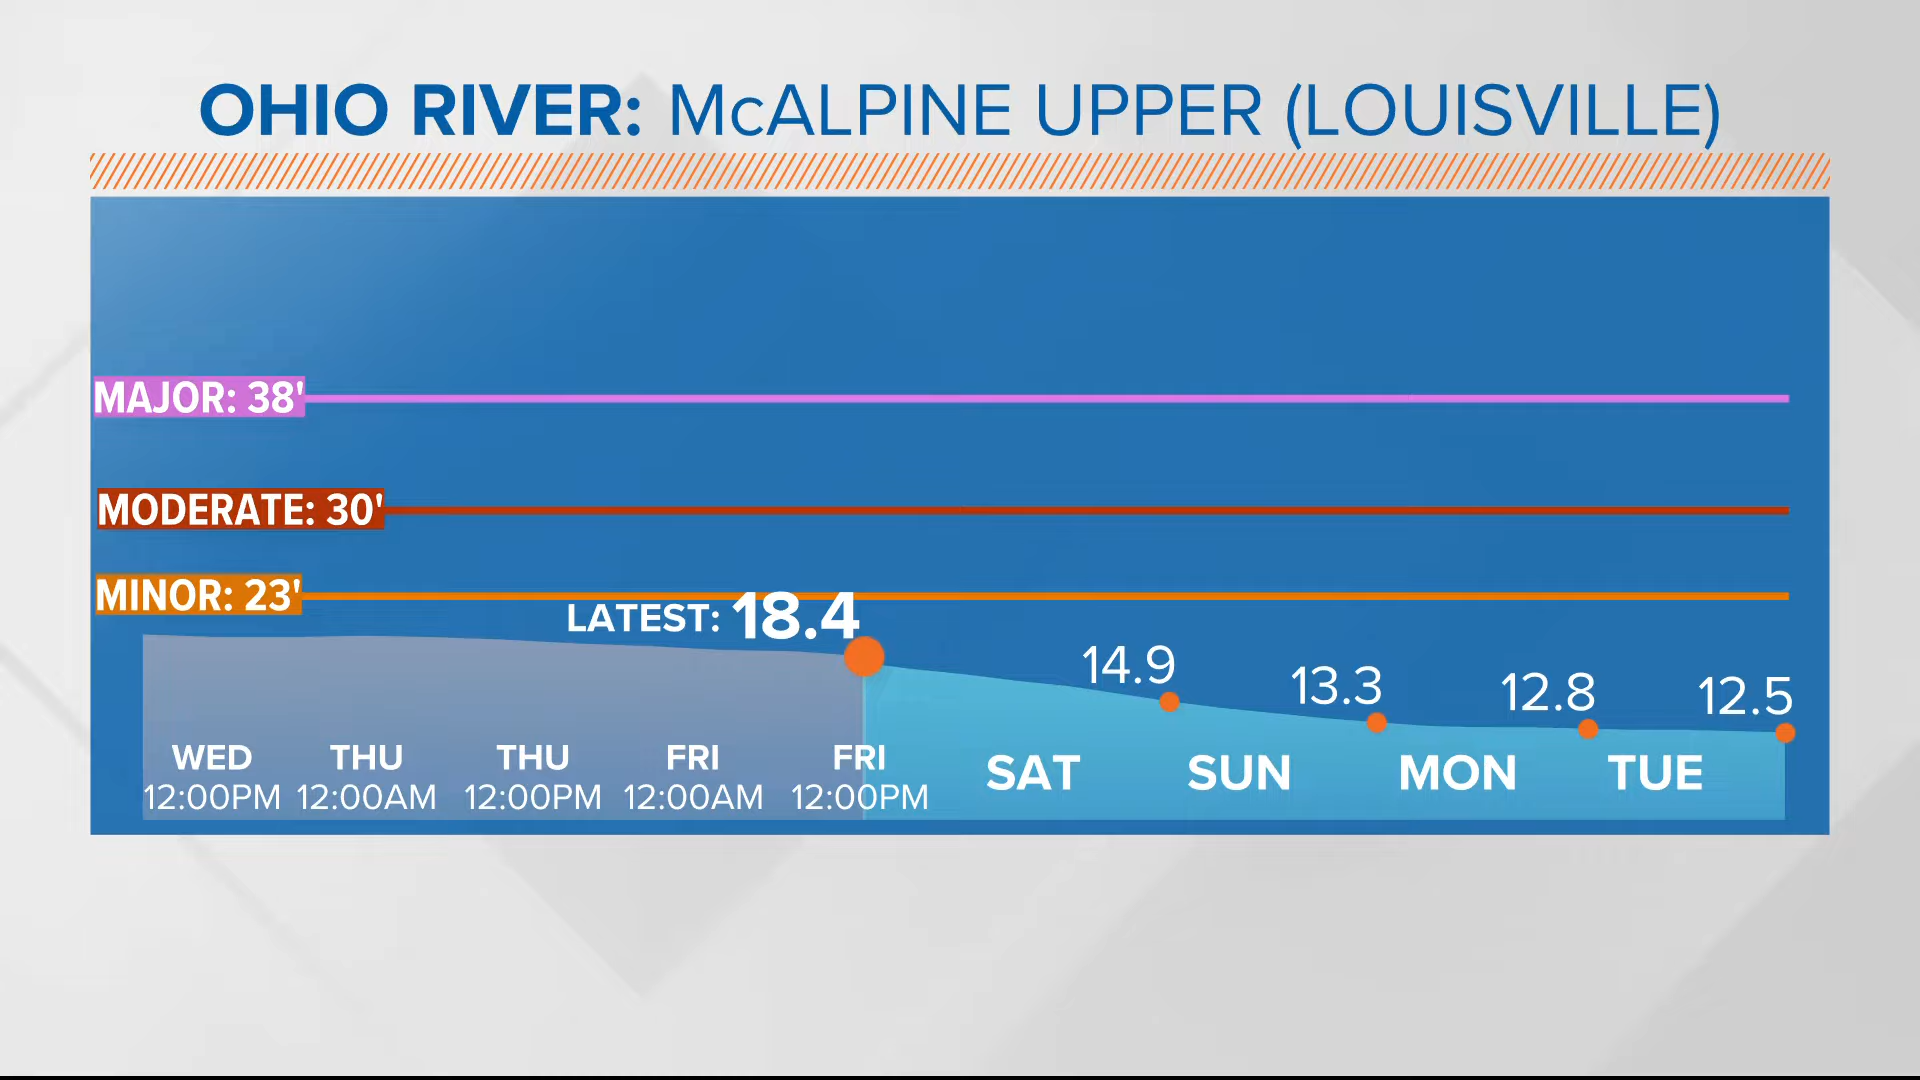 OHIO RIVER: McALPINE UPPER (LOUISVILLE)
MAJOR: 38'
MODERATE: 30'
MINOR: 23'
LATEST: 18.4
14.9 13.3 12.8 12.5
WED THU THU FRI FRI SAT SUN MON TUE
12:00PM 12:00AM 12:00PM 12:00AM 12:00PM